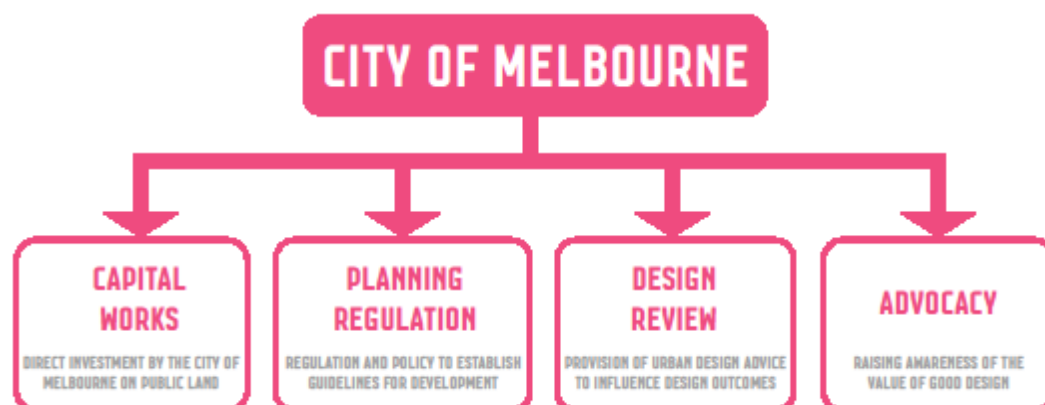 CITY OF MELBOURNE
CAPITAL
WORKS
DIRECT INVESTMENT BY THE CITY OF
MELBOURNE ON PUBLIC LAND
PLANNING
REGULATION
REGULATION AND POLICY TO ESTABLISH
GUIDELINES FOR DEVELOPMENT
DESIGN
REVIEW
PROVISION OF URBAN DESIGN ADVICE
TO INFLUENCE DESIGN OUTCOMES
ADVOCACY
RAISING AWARENESS OF THE
VALUE OF GOOD DESIGN